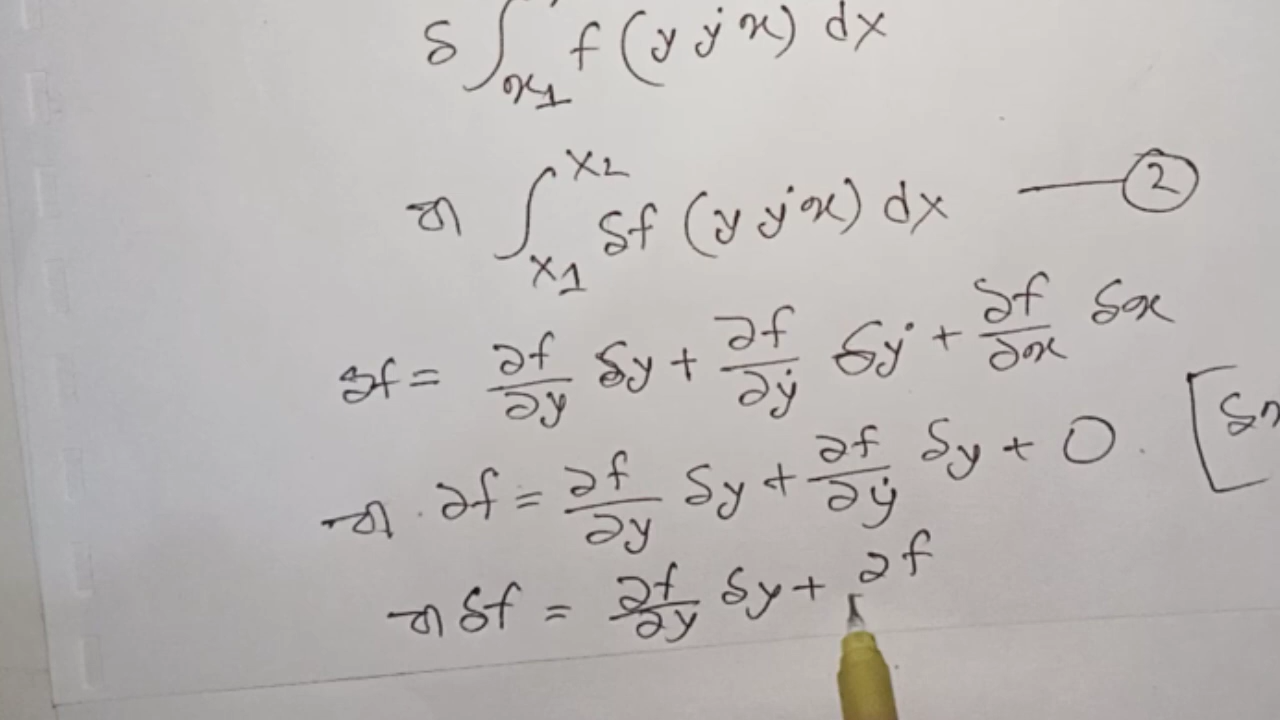 δ ∫_{x1} f (y ẏ x) dx
বা ∫_{x1}^{x2} δf (y ẏ x) dx — ②
∂f = ∂f/∂y δy + ∂f/∂ẏ δẏ + ∂f/∂x δx
বা ∂f = ∂f/∂y δy + ∂f/∂ẏ δy + 0. [δ
বা δf = ∂f/∂y δy + ∂f